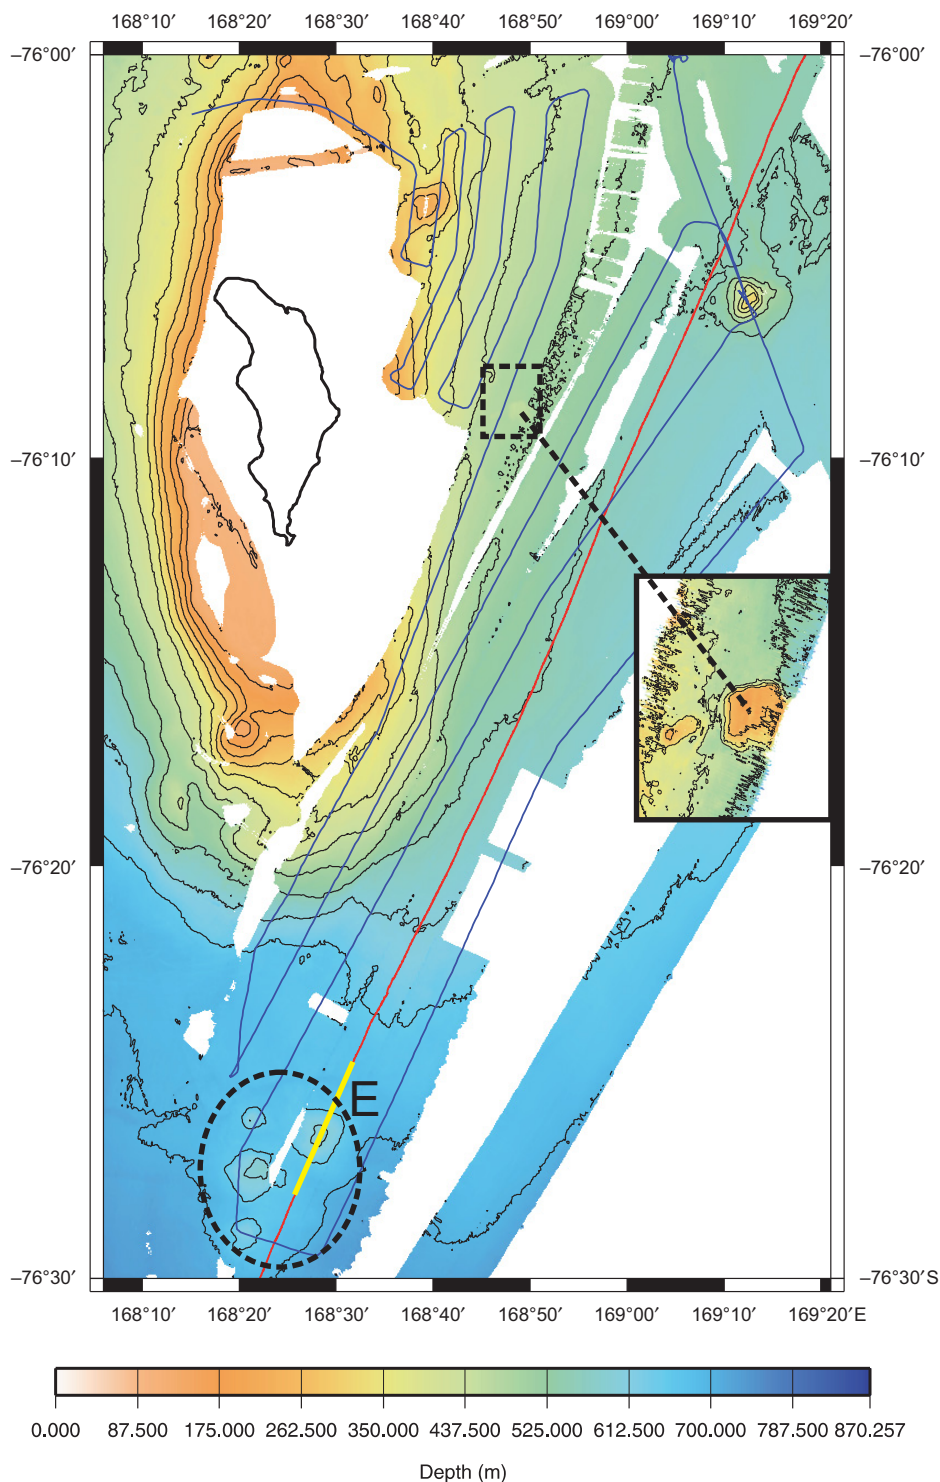 168°10′ 168°20′ 168°30′ 168°40′ 168°50′ 169°00′ 169°10′ 169°20′
–76°00′ –76°00′
–76°10′ –76°10′
–76°20′ –76°20′
E
–76°30′ –76°30′S
168°10′ 168°20′ 168°30′ 168°40′ 168°50′ 169°00′ 169°10′ 169°20′E
0.000 87.500 175.000 262.500 350.000 437.500 525.000 612.500 700.000 787.500 870.257
Depth (m)